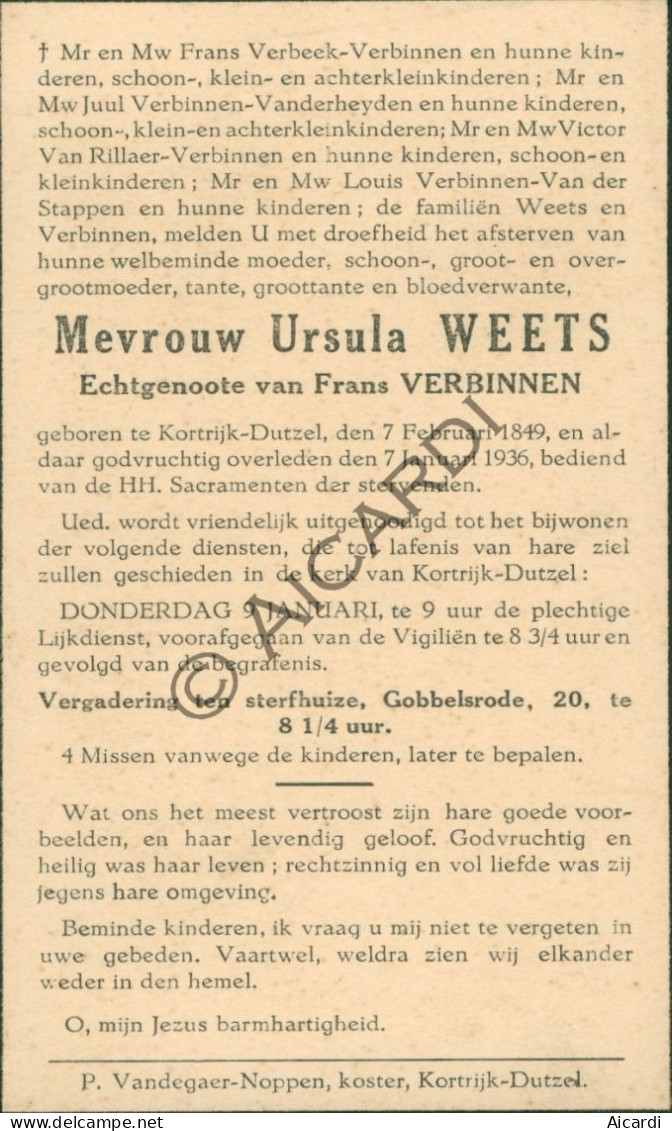 † Mr en Mw Frans Verbeek-Verbinnen en hunne kin-
deren, schoon-, klein- en achterkleinkinderen ; Mr en
Mw Juul Verbinnen-Vanderheyden en hunne kinderen,
schoon-, klein-en achterkleinkinderen; Mr en Mw Victor
Van Rillaer-Verbinnen en hunne kinderen, schoon-en
kleinkinderen ; Mr en Mw Louis Verbinnen-Van der
Stappen en hunne kinderen ; de familiën Weets en
Verbinnen, melden U met droefheid het afsterven van
hunne welbeminde moeder, schoon-, groot- en over-
grootmoeder, tante, groottante en bloedverwante,
Mevrouw Ursula WEETS
Echtgenoote van Frans VERBINNEN
geboren te Kortrijk-Dutzel, den 7 Februari 1849, en al-
daar godvruchtig overleden den 7 Januari 1936, bediend
van de HH. Sacramenten der stervenden.
Ued. wordt vriendelijk uitgenoodigd tot het bijwonen
der volgende diensten, die tot lafenis van hare ziel
zullen geschieden in de kerk van Kortrijk-Dutzel :
DONDERDAG 9 JANUARI, te 9 uur de plechtige
Lijkdienst, voorafgegaan van de Vigiliën te 8 3/4 uur en
gevolgd van de begrafenis.
Vergadering ten sterfhuize, Gobbelsrode, 20, te
8 1/4 uur.
4 Missen vanwege de kinderen, later te bepalen.
Wat ons het meest vertroost zijn hare goede voor-
beelden, en haar levendig geloof. Godvruchtig en
heilig was haar leven ; rechtzinnig en vol liefde was zij
jegens hare omgeving.
Beminde kinderen, ik vraag u mij niet te vergeten in
uwe gebeden. Vaartwel, weldra zien wij elkander
weder in den hemel.
O, mijn Jezus barmhartigheid.
P. Vandegaer-Noppen, koster, Kortrijk-Dutzel.
© AICARDI
delcampe.net
Aicardi